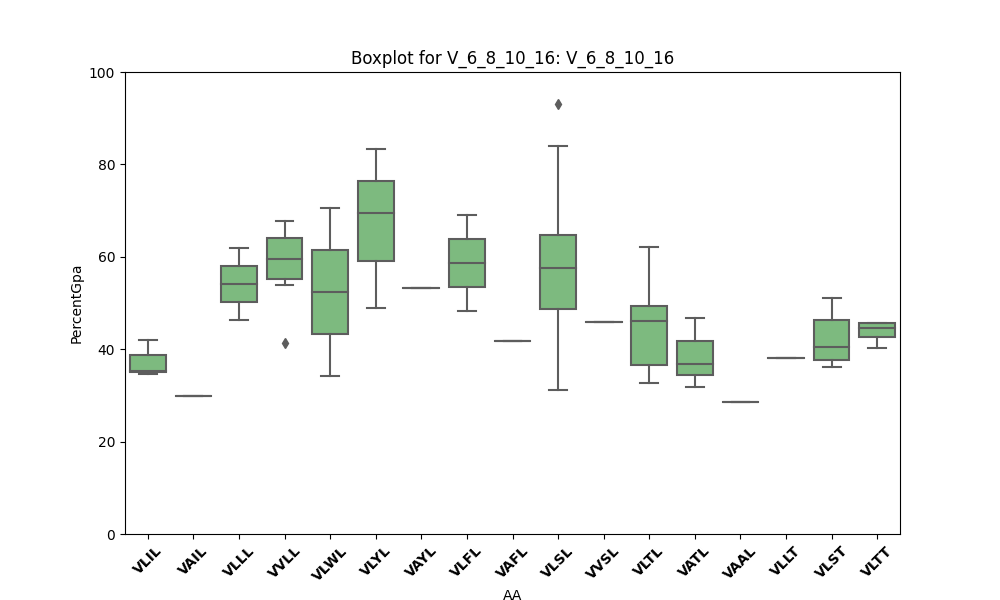 Boxplot for V_6_8_10_16: V_6_8_10_16
100
80
60
40
20
0
PercentGpa
VLIL VAIL VLLL VVLL VLWL VLYL VAYL VLFL VAFL VLSL VVSL VLTL VATL VAAL VLLT VLST VLTT
AA